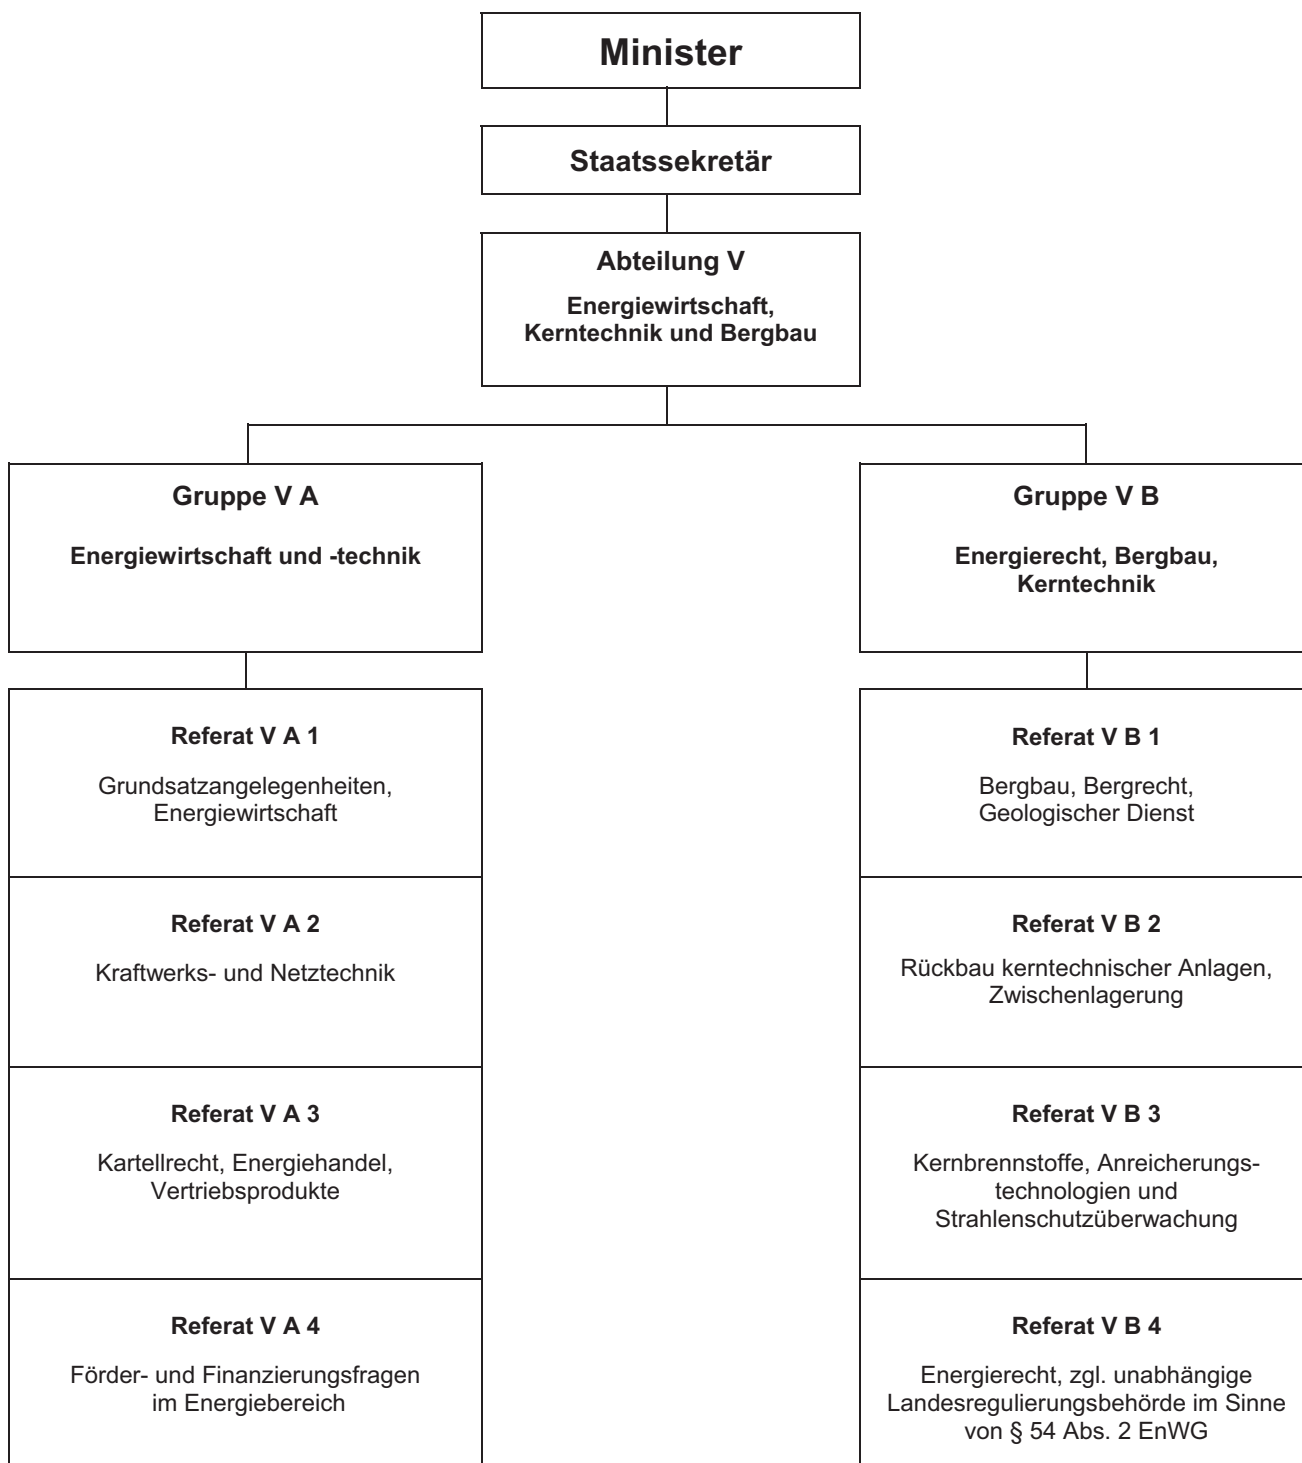 Minister
Staatssekretär
Abteilung V
Energiewirtschaft,
Kerntechnik und Bergbau
Gruppe V A
Energiewirtschaft und -technik
Referat V A 1
Grundsatzangelegenheiten,
Energiewirtschaft
Referat V A 2
Kraftwerks- und Netztechnik
Referat V A 3
Kartellrecht, Energiehandel,
Vertriebsprodukte
Referat V A 4
Förder- und Finanzierungsfragen
im Energiebereich
Gruppe V B
Energierecht, Bergbau,
Kerntechnik
Referat V B 1
Bergbau, Bergrecht,
Geologischer Dienst
Referat V B 2
Rückbau kerntechnischer Anlagen,
Zwischenlagerung
Referat V B 3
Kernbrennstoffe, Anreicherungs-
technologien und
Strahlenschutzüberwachung
Referat V B 4
Energierecht, zgl. unabhängige
Landesregulierungsbehörde im Sinne
von § 54 Abs. 2 EnWG